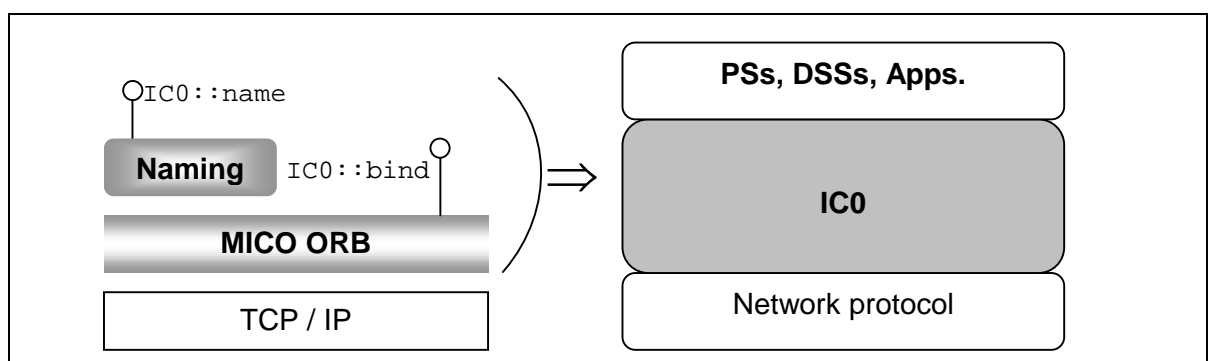 IC0::name
Naming
IC0::bind
MICO ORB
TCP / IP
⇒
PSs, DSSs, Apps.
IC0
Network protocol